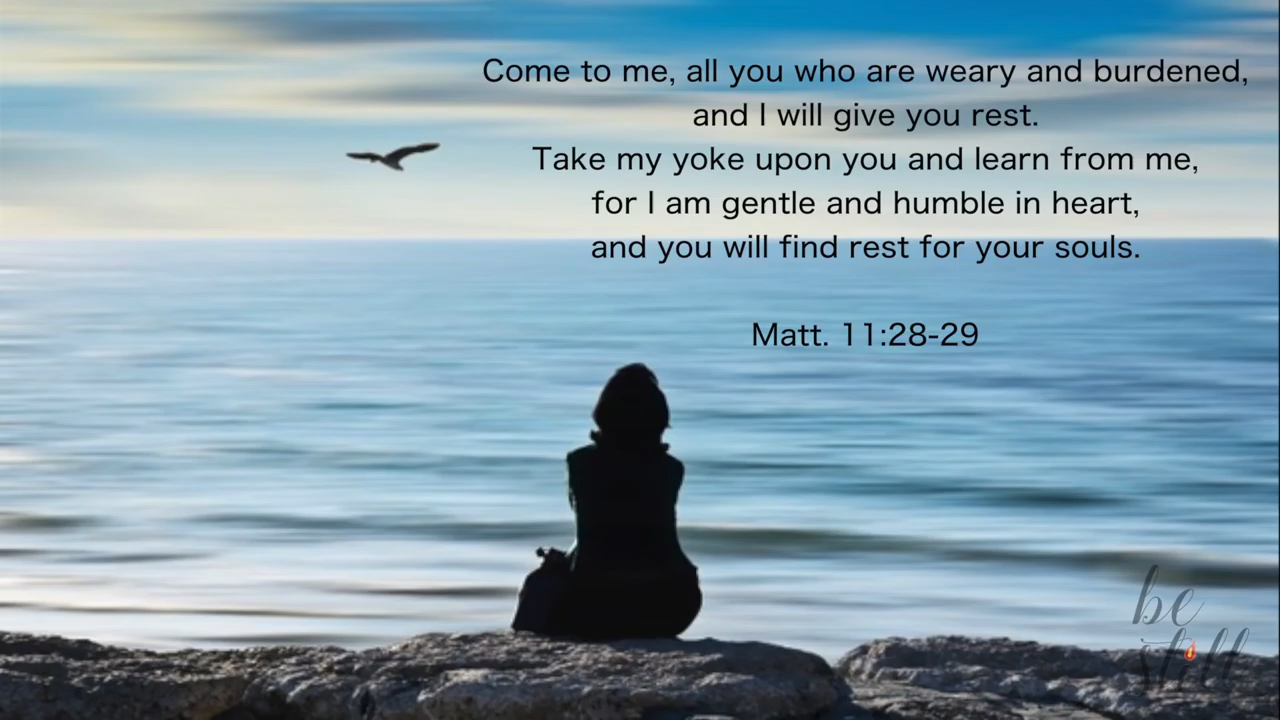 Come to me, all you who are weary and burdened,
and I will give you rest.
Take my yoke upon you and learn from me,
for I am gentle and humble in heart,
and you will find rest for your souls.
Matt. 11:28-29
be
still